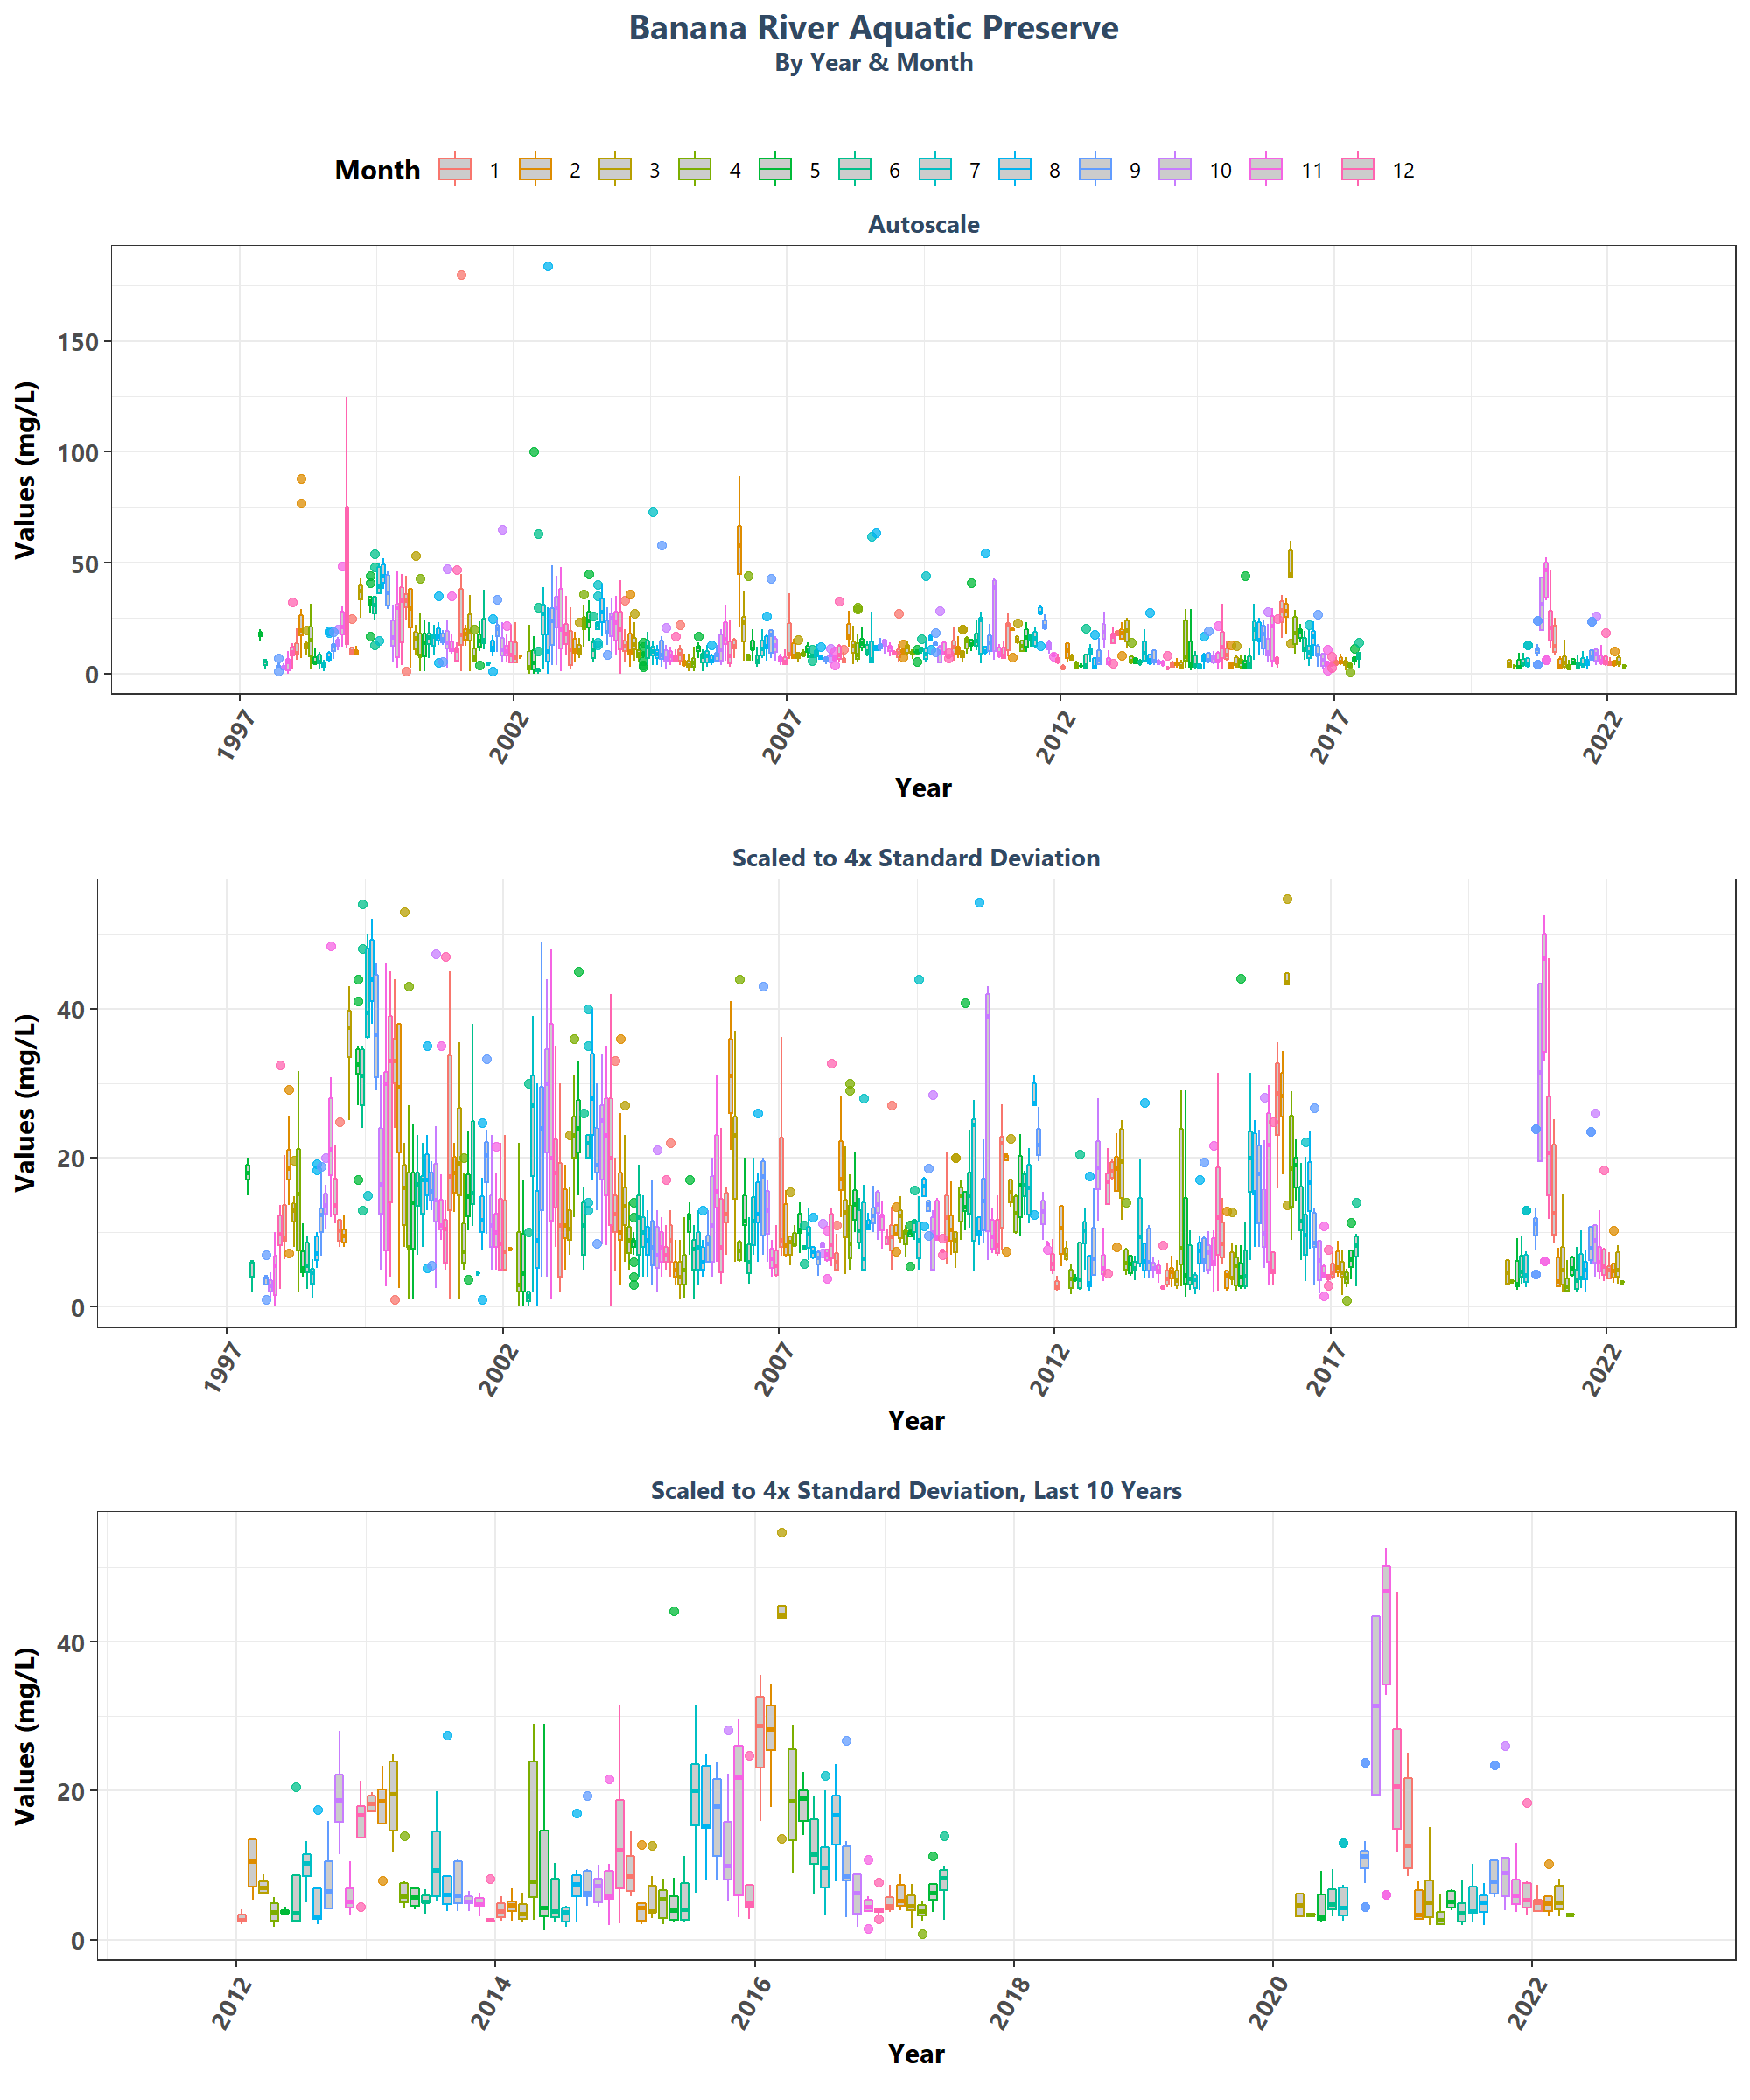 Banana River Aquatic Preserve
By Year & Month
Month 1 2 3 4 5 6 7 8 9 10 11 12
Autoscale
Values (mg/L)
150
100
50
0
1997 2002 2007 2012 2017 2022
Year
Scaled to 4x Standard Deviation
Values (mg/L)
40
20
0
1997 2002 2007 2012 2017 2022
Year
Scaled to 4x Standard Deviation, Last 10 Years
Values (mg/L)
40
20
0
2012 2014 2016 2018 2020 2022
Year